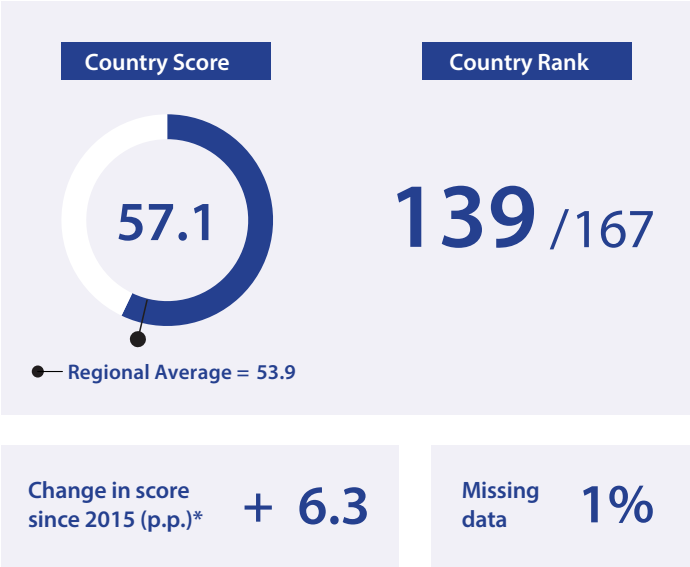 Country Score
Country Rank
57.1
139 / 167
Regional Average = 53.9
Change in score
since 2015 (p.p.)*
+ 6.3
Missing
data
1%